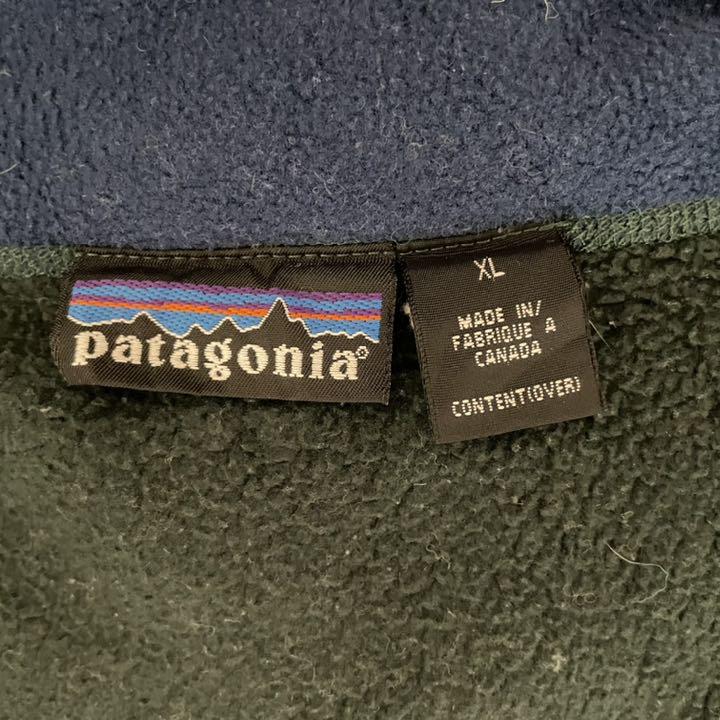 patagonia®
XL
MADE IN/
FABRIQUE A
CANADA
CONTENT(OVER)